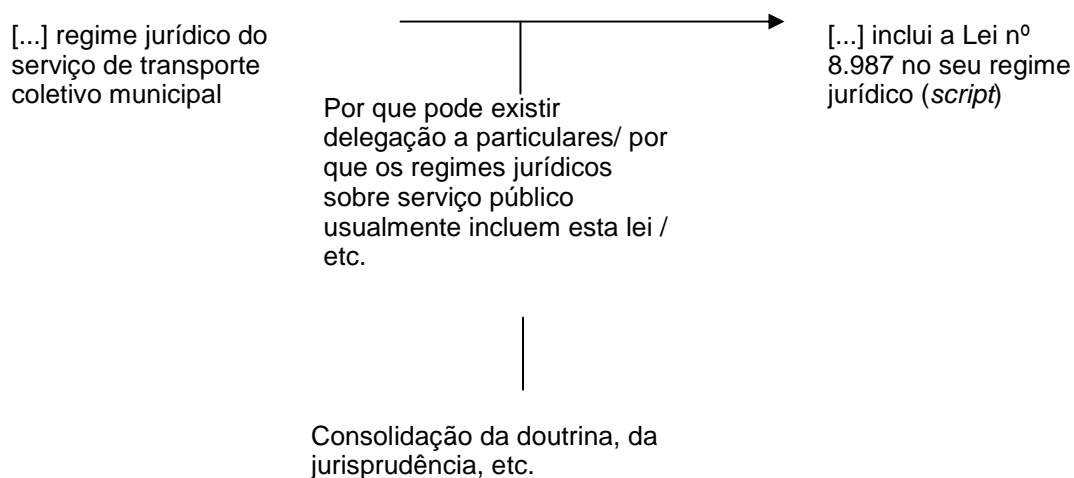 [...] regime jurídico do
serviço de transporte
coletivo municipal
[...] inclui a Lei nº
8.987 no seu regime
jurídico (script)
Por que pode existir
delegação a particulares/ por
que os regimes jurídicos
sobre serviço público
usualmente incluem esta lei /
etc.
Consolidação da doutrina, da
jurisprudência, etc.